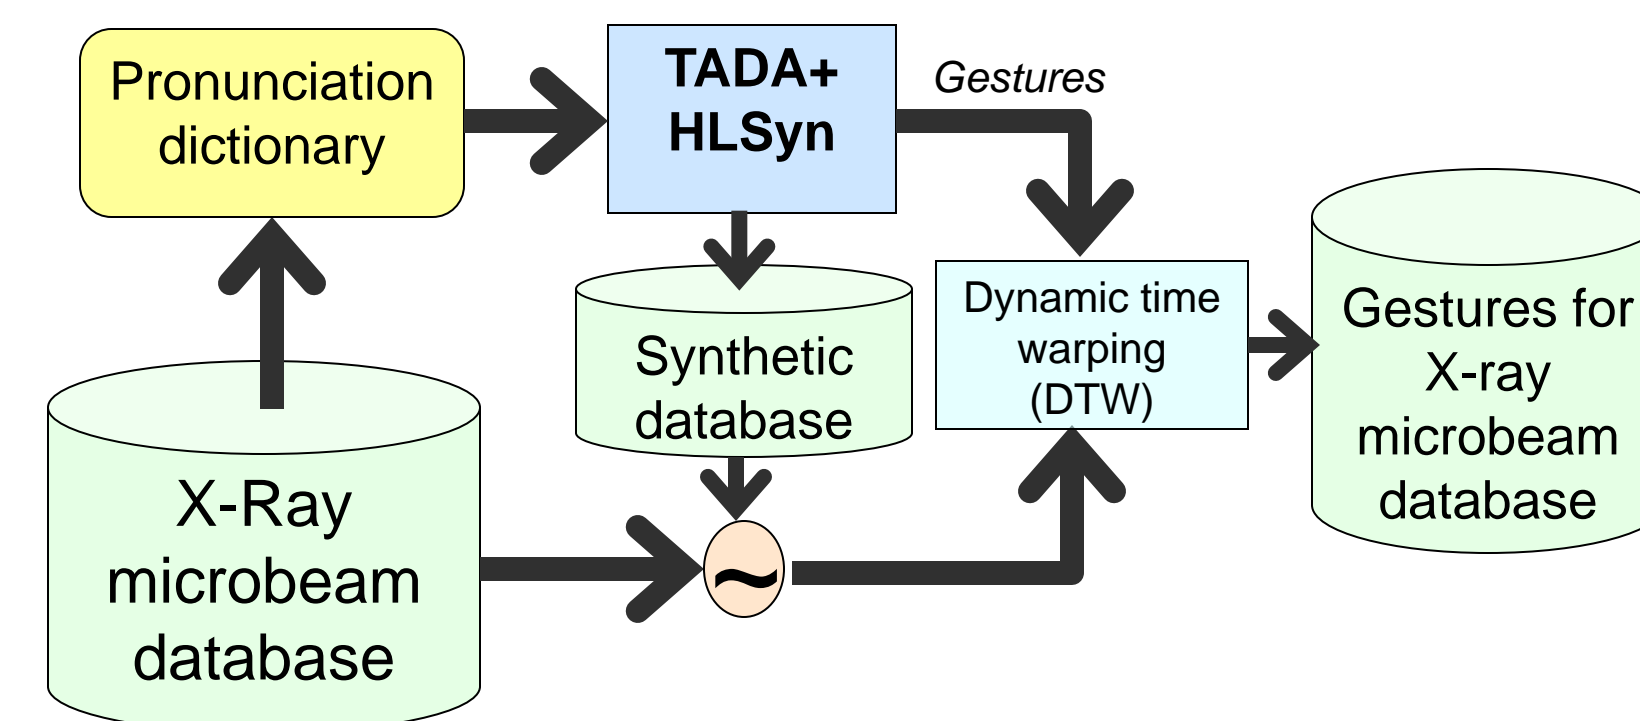 Pronunciation
dictionary
TADA+
HLSyn
Gestures
Synthetic
database
Dynamic time
warping
(DTW)
Gestures for
X-ray
microbeam
database
X-Ray
microbeam
database
~